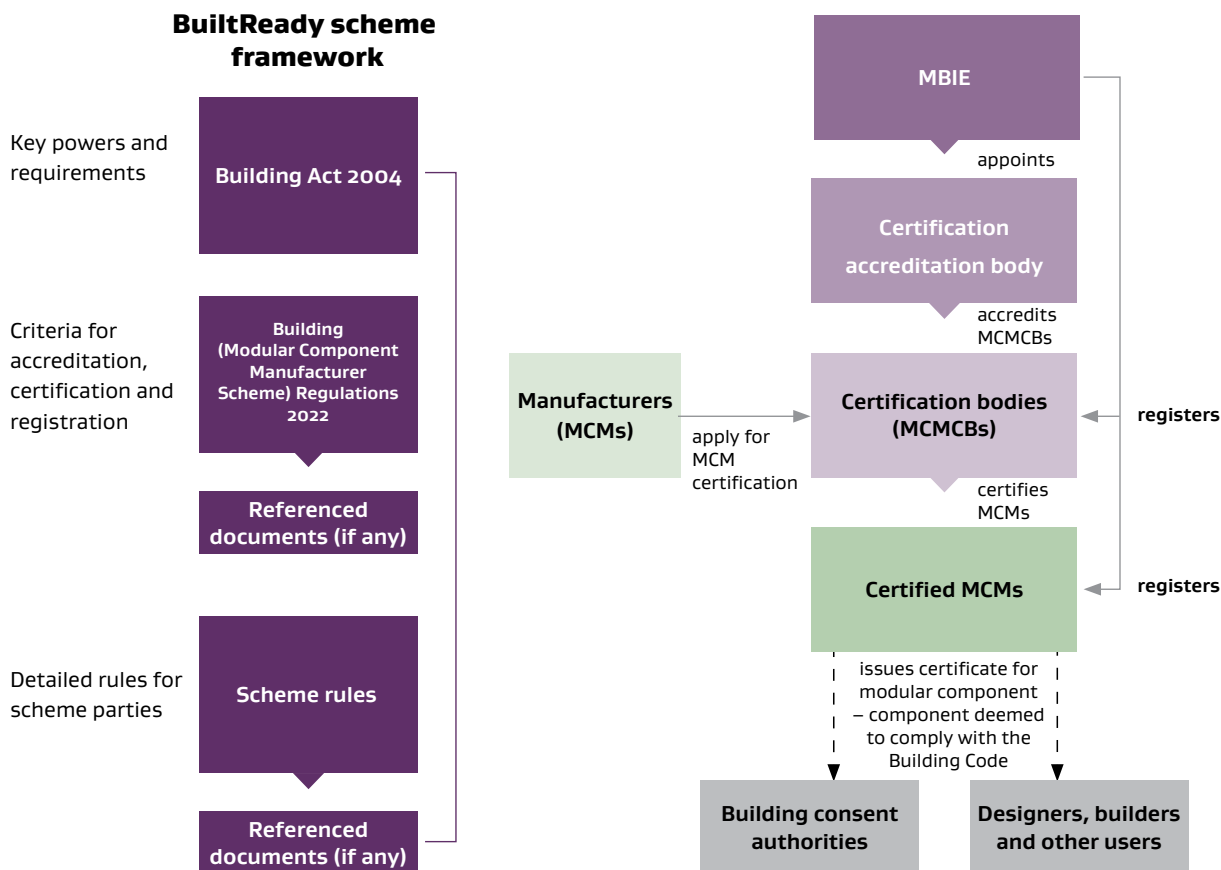 BuiltReady scheme
framework
Key powers and
requirements
Building Act 2004
Criteria for
accreditation,
certification and
registration
Building
(Modular Component
Manufacturer
Scheme) Regulations
2022
Referenced
documents (if any)
Detailed rules for
scheme parties
Scheme rules
Referenced
documents (if any)
MBIE
appoints
Certification
accreditation body
accredits
MCMCBs
Manufacturers
(MCMs)
apply for
MCM
certification
Certification bodies
(MCMCBs)
registers
certifies
MCMs
Certified MCMs
registers
issues certificate for
modular component
– component deemed
to comply with the
Building Code
Building consent
authorities
Designers, builders
and other users